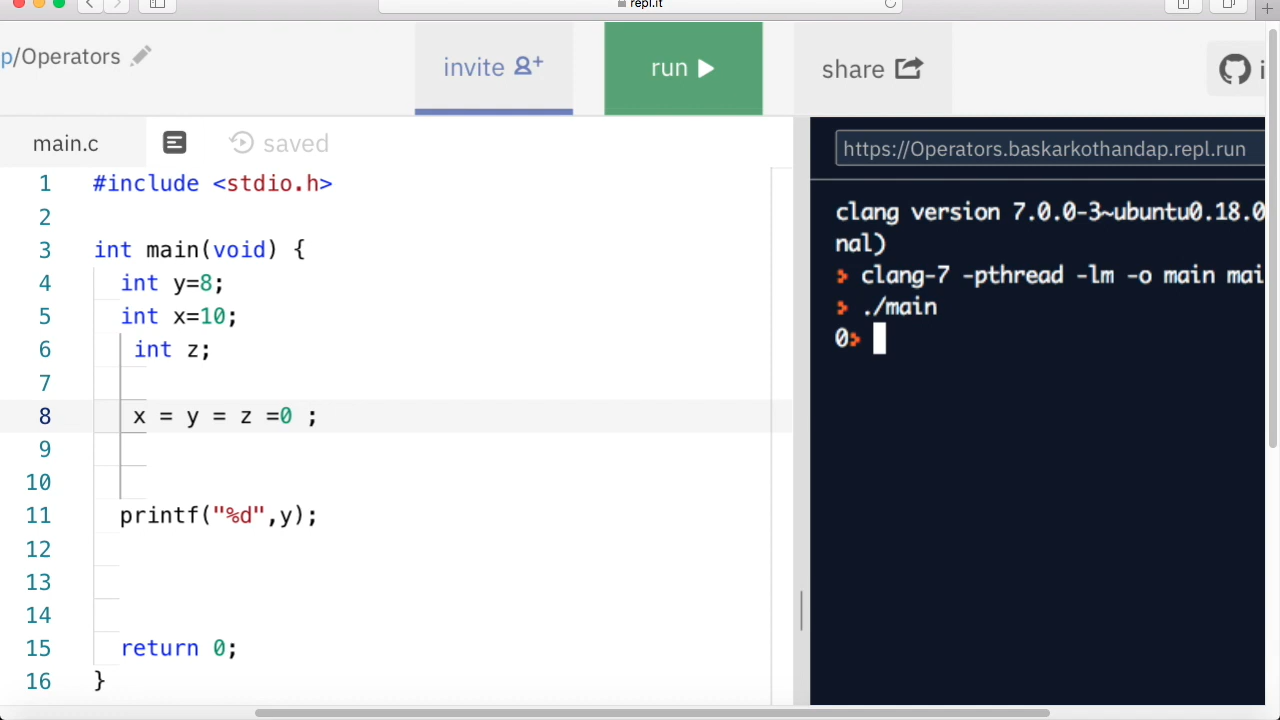 repl.it
p/Operators
invite
run
share
main.c
saved
1 #include <stdio.h>
2
3 int main(void) {
4 int y=8;
5 int x=10;
6 int z;
7
8 x = y = z =0 ;
9
10
11 printf("%d",y);
12
13
14
15 return 0;
16 }
https://Operators.baskarkothandap.repl.run
clang version 7.0.0-3~ubuntu0.18.0
nal)
> clang-7 -pthread -lm -o main mai
> ./main
0>